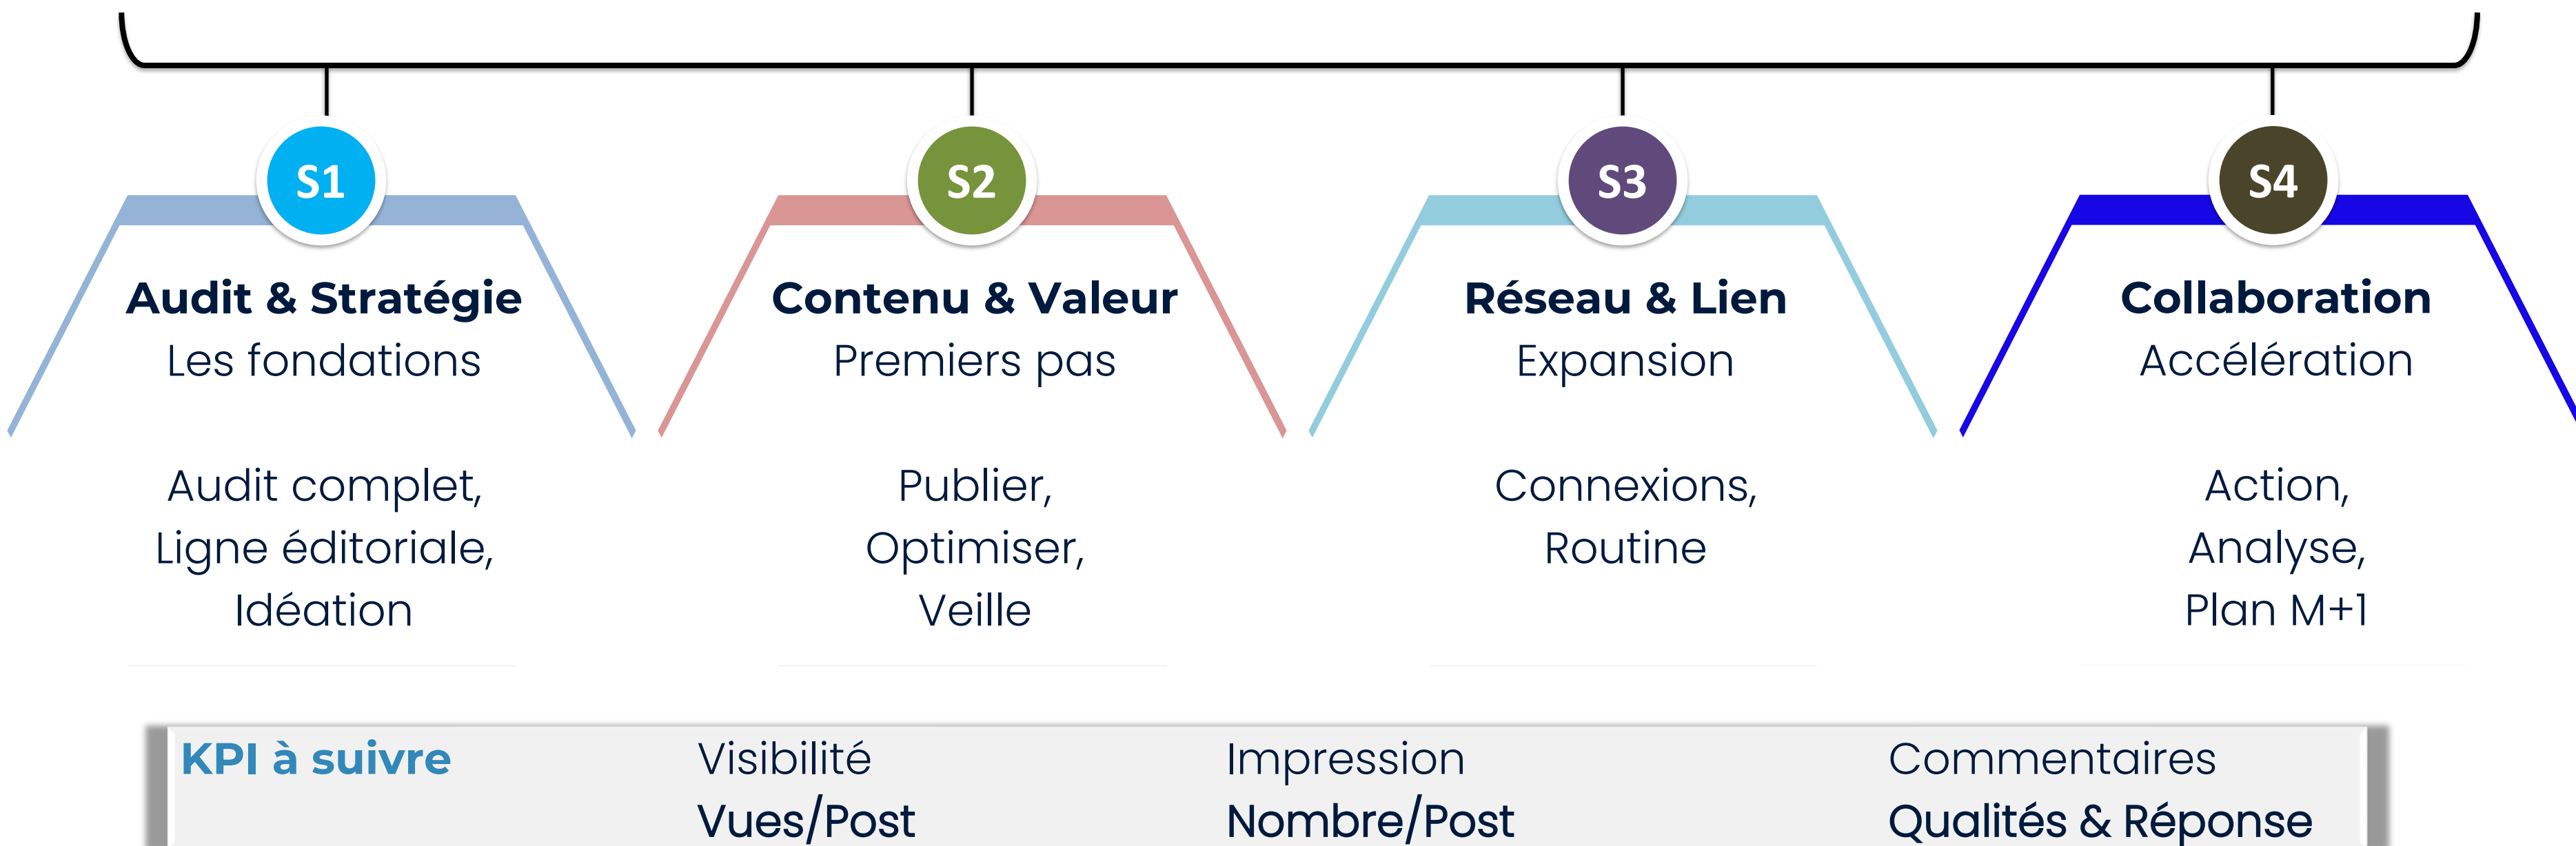 S1
Audit & Stratégie
Les fondations
Audit complet,
Ligne éditoriale,
Idéation
S2
Contenu & Valeur
Premiers pas
Publier,
Optimiser,
Veille
S3
Réseau & Lien
Expansion
Connexions,
Routine
S4
Collaboration
Accélération
Action,
Analyse,
Plan M+1
KPI à suivre
Visibilité
Vues/Post
Impression
Nombre/Post
Commentaires
Qualités & Réponse